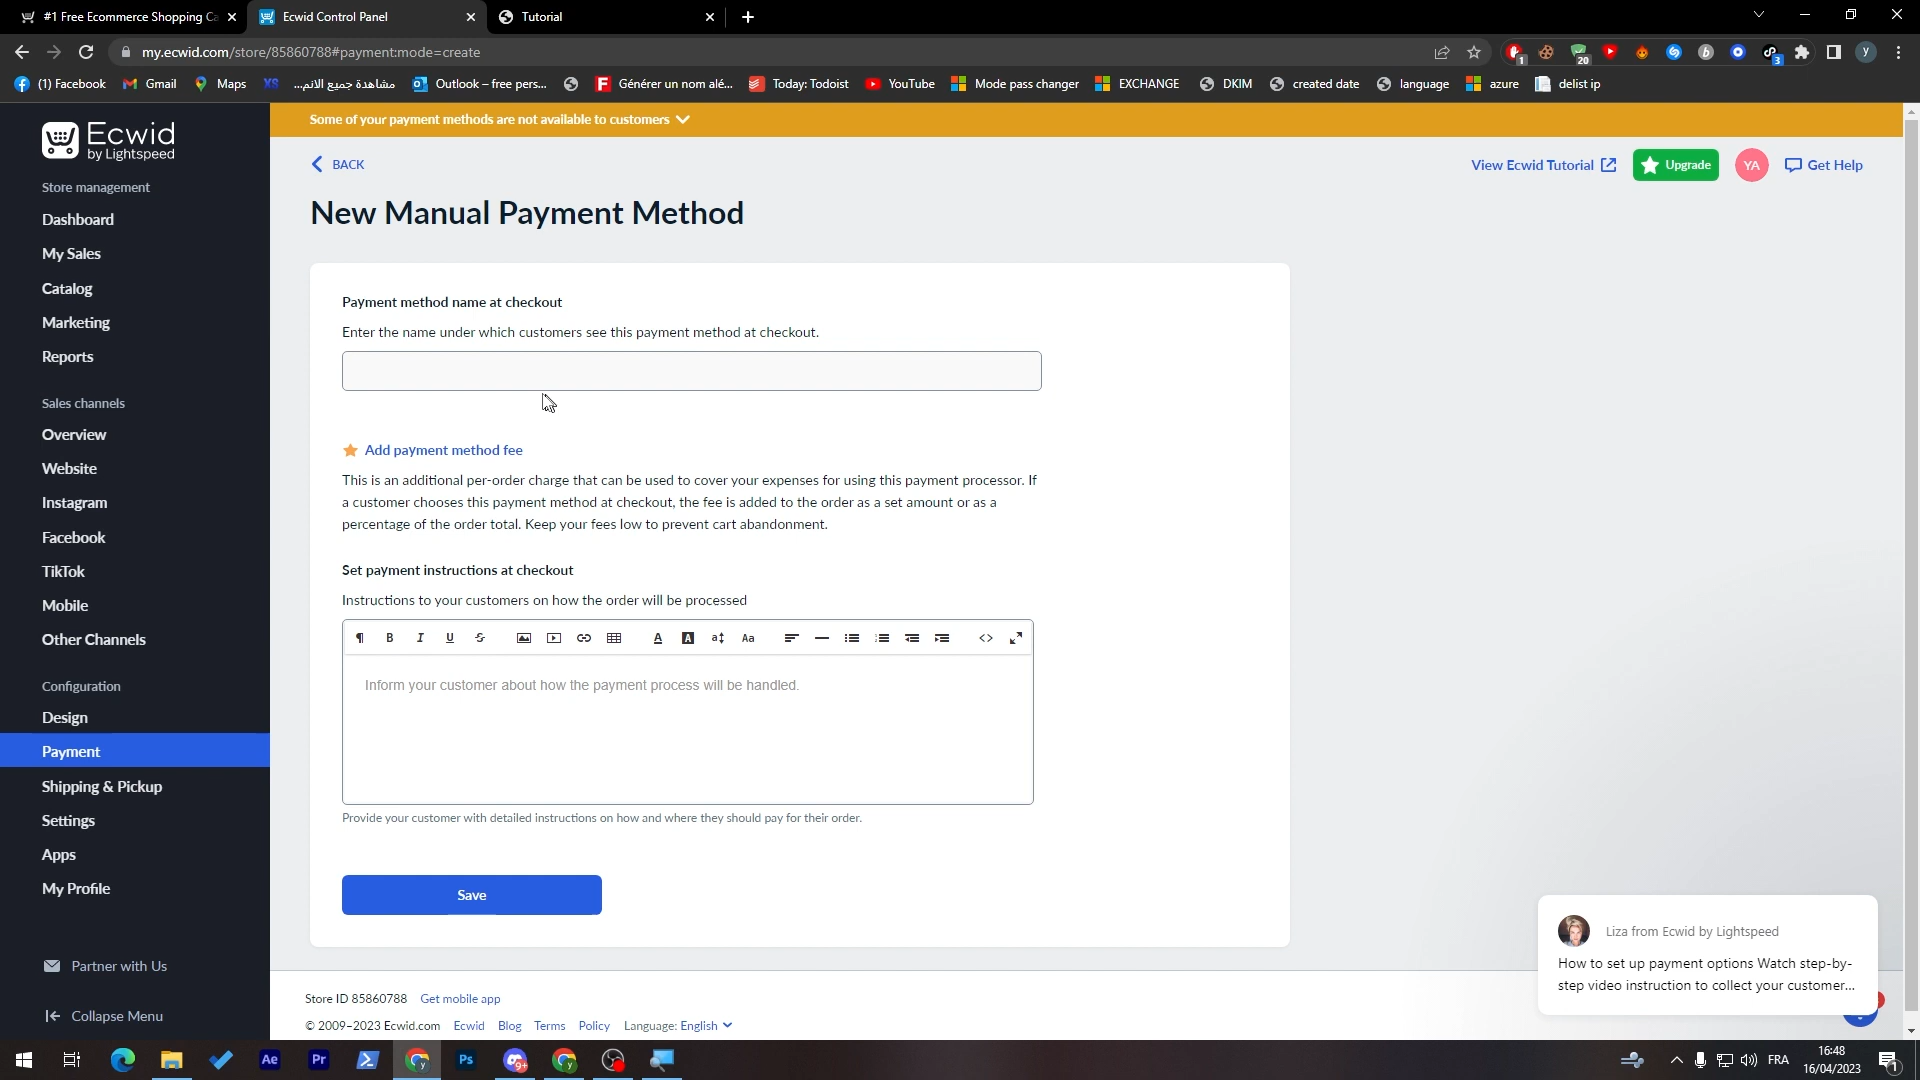 #1 Free Ecommerce Shopping Ca
Ecwid Control Panel
Tutorial
my.ecwid.com/store/85860788#payment:mode=create
1
20
3
y
(1) Facebook
Gmail
Maps
XS
مشاهدة جميع الانم...
Outlook – free pers...
Générer un nom alé...
Today: Todoist
YouTube
Mode pass changer
EXCHANGE
DKIM
created date
language
azure
delist ip
Ecwid
by Lightspeed
Store management
Dashboard
My Sales
Catalog
Marketing
Reports
Sales channels
Overview
Website
Instagram
Facebook
TikTok
Mobile
Other Channels
Configuration
Design
Payment
Shipping & Pickup
Settings
Apps
My Profile
Partner with Us
Collapse Menu
Some of your payment methods are not available to customers
BACK
View Ecwid Tutorial
Upgrade
YA
Get Help
New Manual Payment Method
Payment method name at checkout
Enter the name under which customers see this payment method at checkout.
Add payment method fee
This is an additional per-order charge that can be used to cover your expenses for using this payment processor. If
a customer chooses this payment method at checkout, the fee is added to the order as a set amount or as a
percentage of the order total. Keep your fees low to prevent cart abandonment.
Set payment instructions at checkout
Instructions to your customers on how the order will be processed
¶ B I U S A A a Aa <>
Inform your customer about how the payment process will be handled.
Provide your customer with detailed instructions on how and where they should pay for their order.
Save
Liza from Ecwid by Lightspeed
How to set up payment options Watch step-by-
step video instruction to collect your customer...
Store ID 85860788 Get mobile app
© 2009–2023 Ecwid.com Ecwid Blog Terms Policy Language: English
Ae
Pr
Ps
9+
FRA
16:48
16/04/2023
1